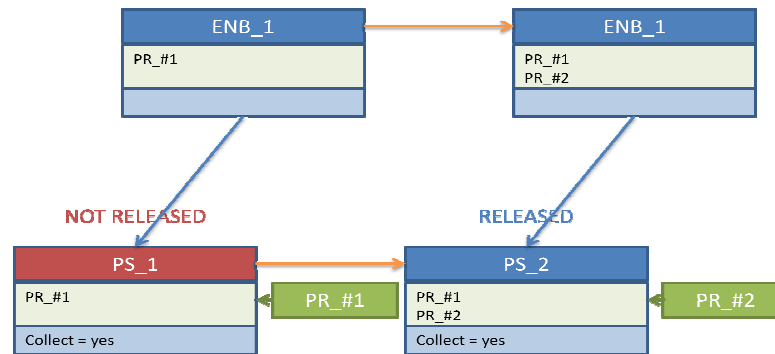 ENB_1
PR_#1
ENB_1
PR_#1
PR_#2
NOT RELEASED
RELEASED
PS_1
PR_#1
Collect = yes
PR_#1
PS_2
PR_#1
PR_#2
Collect = yes
PR_#2